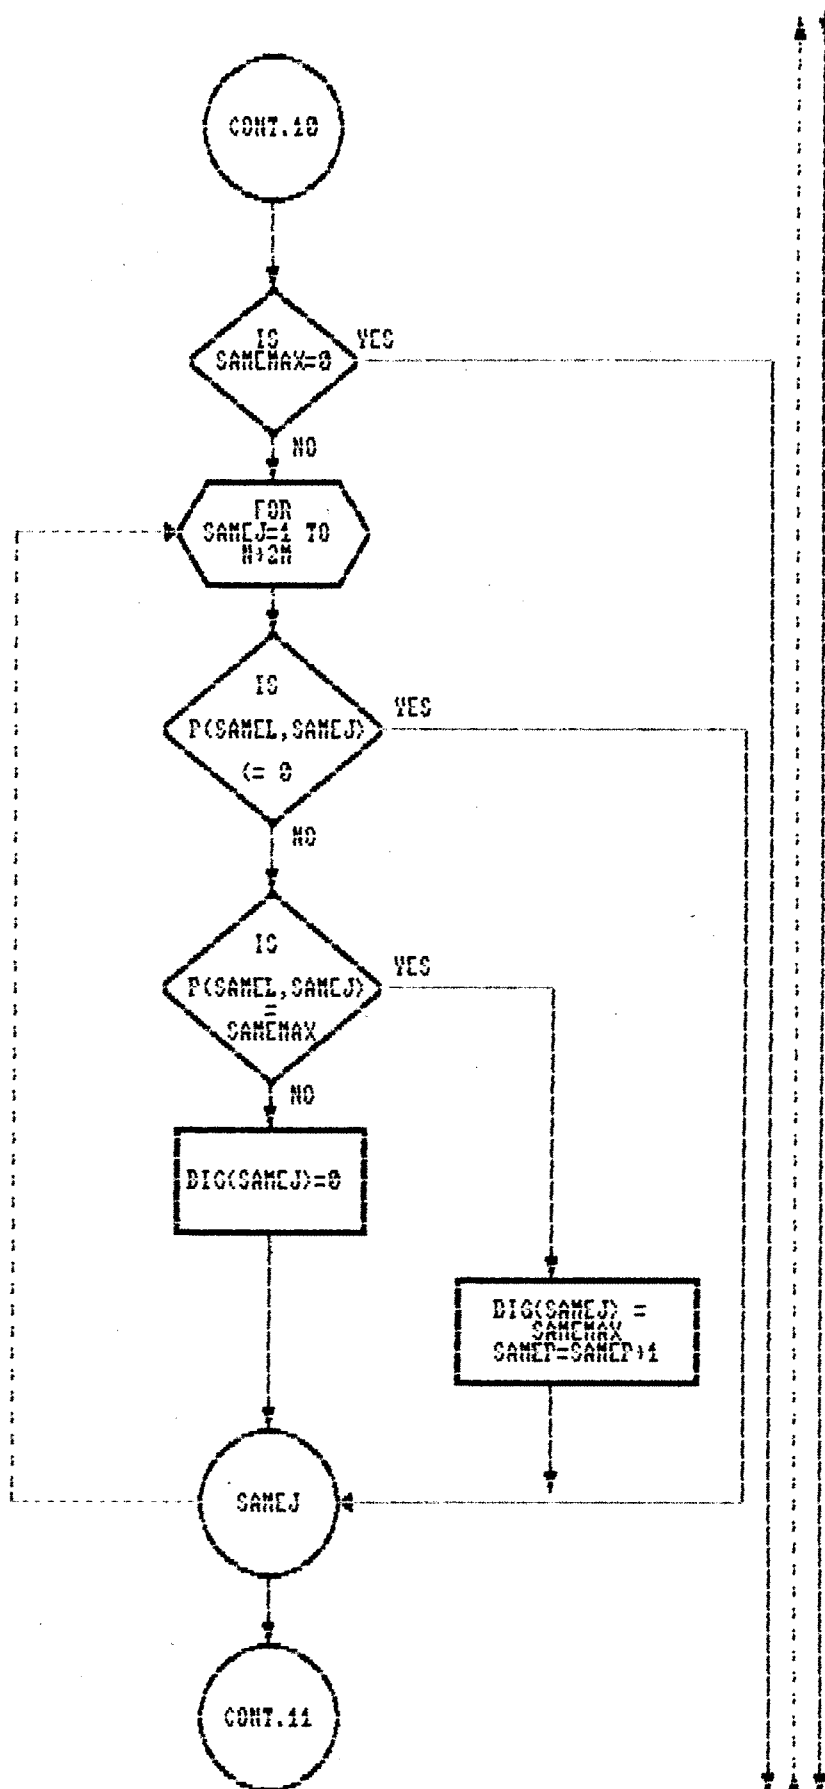 CONT.10
IS
SAMEMAX=0
YES
NO
FOR
SAMEJ=1 TO
N+2M
IS
P(SAMEL,SAMEJ)
<= 0
YES
NO
IS
P(SAMEL,SAMEJ)
=
SAMEMAX
YES
NO
DIG(SAMEJ)=0
DIG(SAMEJ) =
SAMEMAX
SAMEP=SAMEP+1
SAMEJ
CONT.11